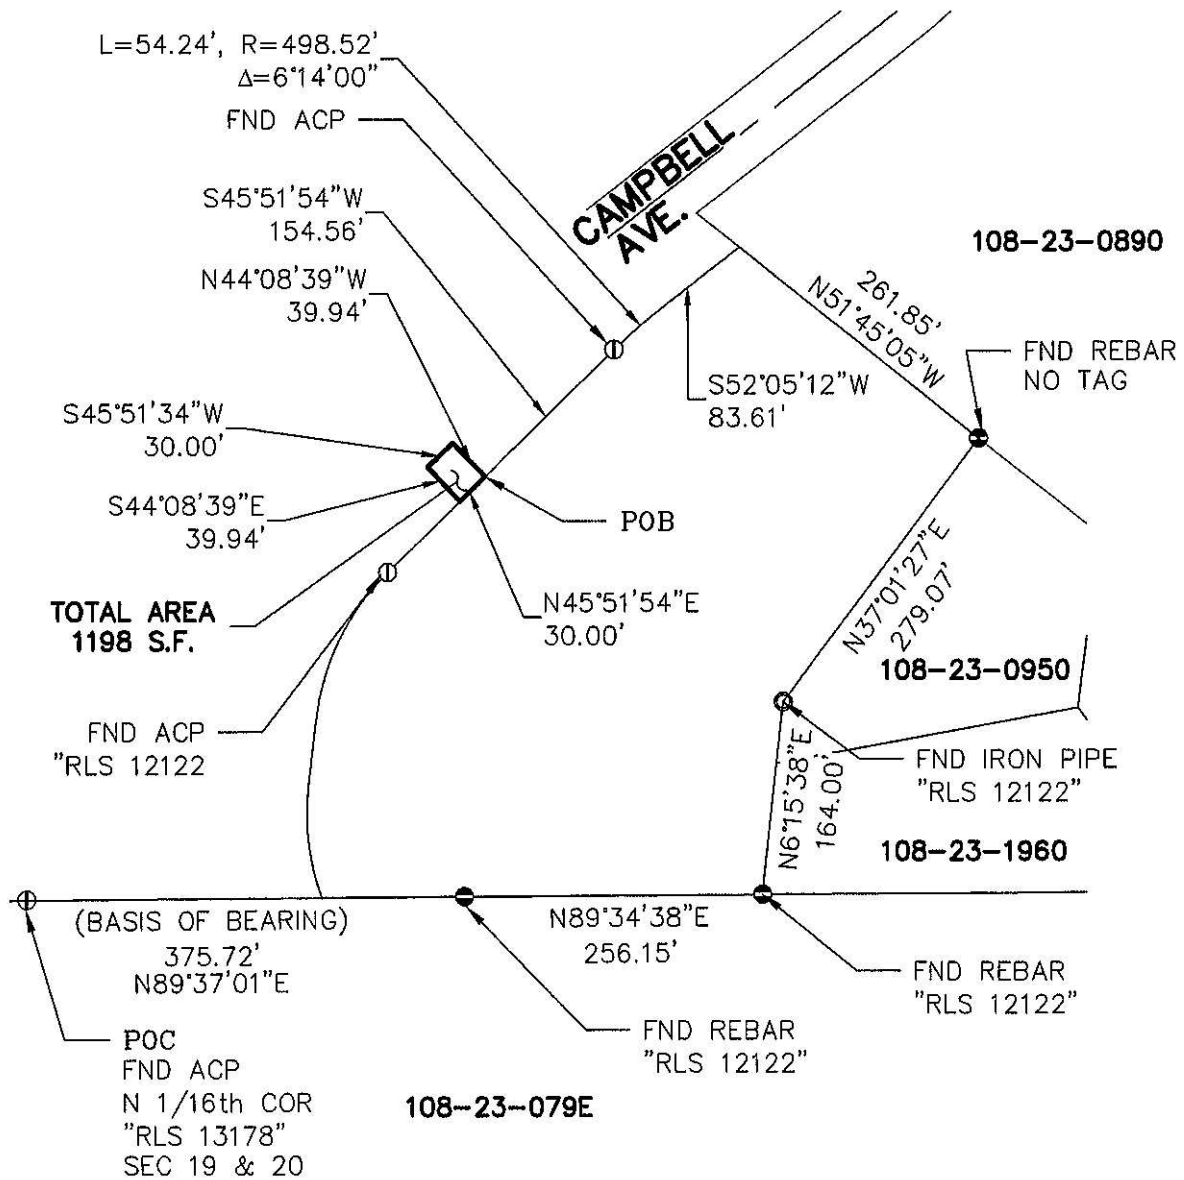 L=54.24', R=498.52'
Δ=6°14'00"
FND ACP
CAMPBELL
AVE.
S45°51'54"W
154.56'
108-23-0890
N44°08'39"W
39.94'
261.85'
N51°45'05"W
FND REBAR
NO TAG
S52°05'12"W
83.61'
S45°51'34"W
30.00'
S44°08'39"E
39.94'
POB
N37°01'27"E
279.07'
TOTAL AREA
1198 S.F.
N45°51'54"E
30.00'
108-23-0950
FND ACP
"RLS 12122
FND IRON PIPE
"RLS 12122"
N6°15'38"E
164.00'
108-23-1960
(BASIS OF BEARING)
375.72'
N89°37'01"E
N89°34'38"E
256.15'
FND REBAR
"RLS 12122"
FND REBAR
"RLS 12122"
POC
FND ACP
N 1/16th COR
"RLS 13178"
SEC 19 & 20
108-23-079E